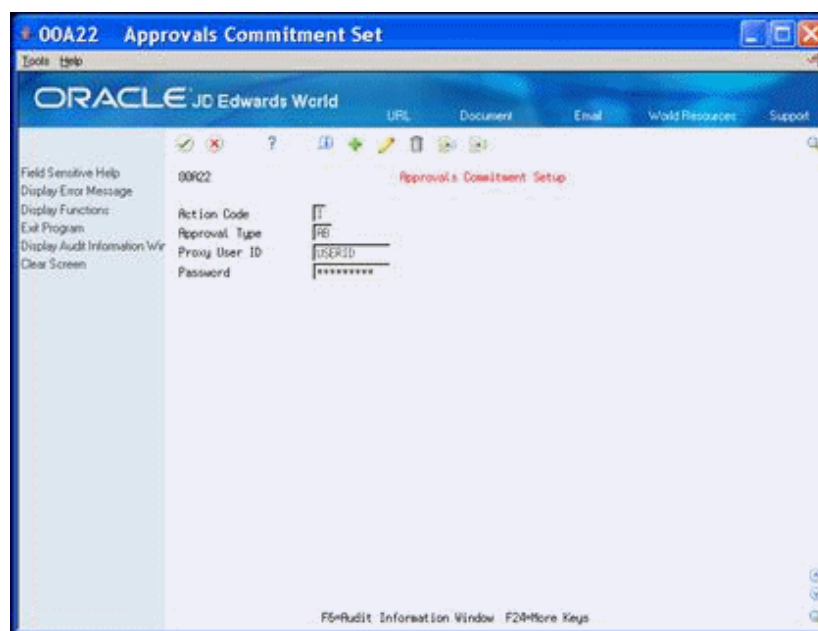 00A22 Approvals Commitment Set
Tools Help
ORACLE JD Edwards World
URL Document Email World Resources Support
?
Field Sensitive Help
Display Error Message
Display Functions
Exit Program
Display Audit Information Wir
Clear Screen
00A22 Approvals Commitment Setup
Action Code I
Approval Type AB
Proxy User ID USERID
Password *********
F6=Audit Information Window F24=More Keys